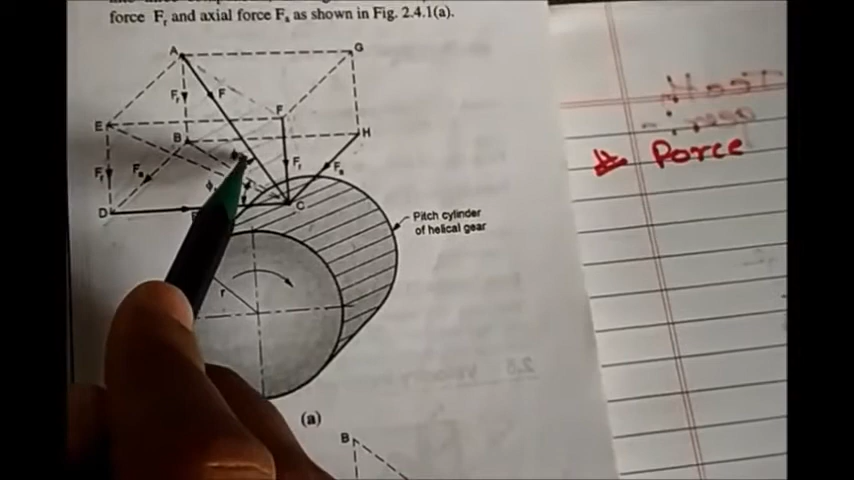 force Fr and axial force Fa as shown in Fig. 2.4.1(a).
A
G
Fr
F
E
F
B
H
Fr
Fa
Fr
Fa
D
C
Pitch cylinder
of helical gear
Force
r
(a)
B